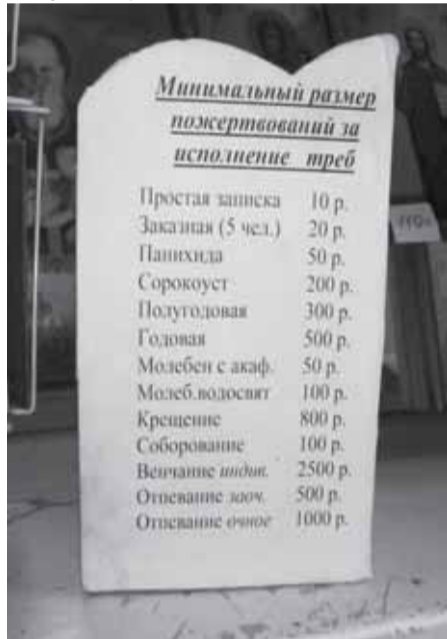 Минимальный размер
пожертвований за
исполнение треб
Простая записка 10 р.
Заказная (5 чел.) 20 р.
Панихида 50 р.
Сорокоуст 200 р.
Полугодовая 300 р.
Годовая 500 р.
Молебен с акаф. 50 р.
Молеб.водосвят 100 р.
Крещение 800 р.
Соборование 100 р.
Венчание индив. 2500 р.
Отпевание заоч. 500 р.
Отпевание очное 1000 р.